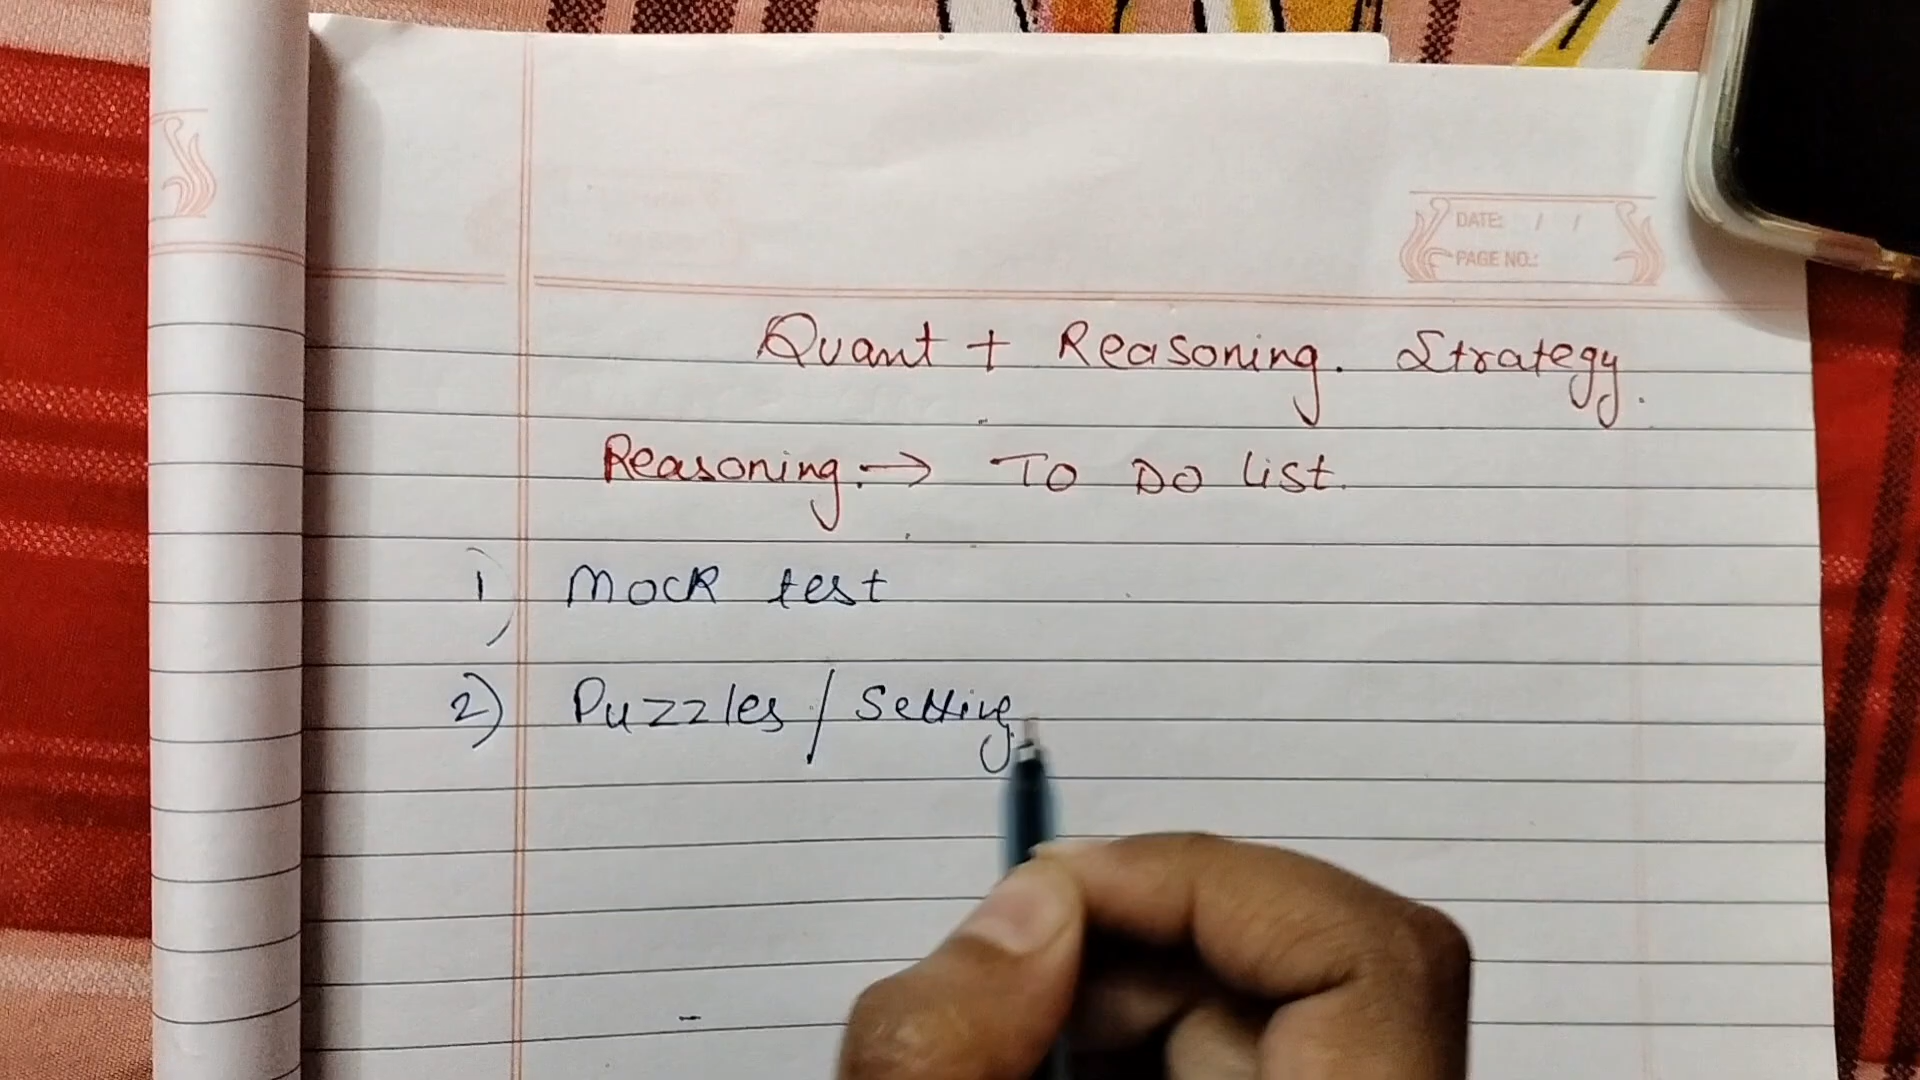 DATE: / /
PAGE NO.:
Quant + Reasoning. Strategy.
Reasoning. → To Do list.
1) Mock test
2) Puzzles / Setting